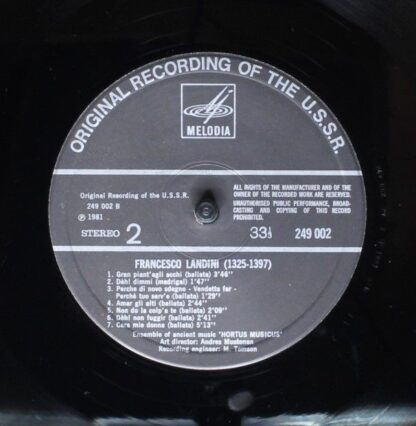 ORIGINAL RECORDING OF THE U.S.S.R.
MELODIA
Original Recording of the U.S.S.R.
249 002 B
℗ 1981
STEREO 2
ALL RIGHTS OF THE MANUFACTURER AND OF THE
OWNER OF THE RECORDED WORK ARE RESERVED.
UNAUTHORISED PUBLIC PERFORMANCE, BROAD-
CASTING AND COPYING OF THIS RECORD
PROHIBITED.
33⅓ 249 002
FRANCESCO LANDINI (1325-1397)
1. Gran piant'agli occhi (ballata) 3'46"
2. Dèh! dimmi (madrigal) 1'47"
3. Perche di novo sdegno - Vendetta far -
Perché tuo serv'e (ballata) 1'29"
4. Amar gli alti (ballata) 2'44"
5. Non do la colp'a te (ballata) 2'09"
6. Dèh! non fuggir (ballata) 2'41"
7. Cara mie donna (ballata) 5'13"
Ensemble of ancient music 'HORTUS MUSICUS'
Art director: Andres Mustonen
Recording engineer: M. Tomson